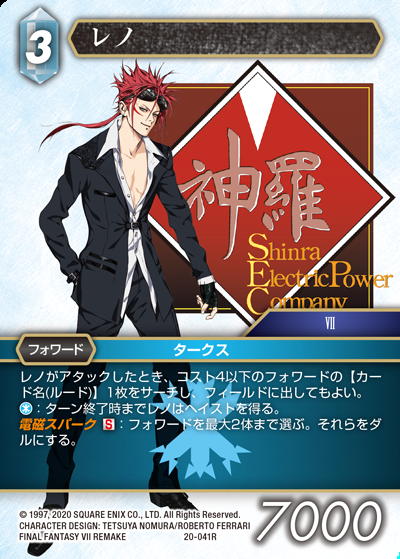 3
レノ
神羅
Shinra
Electric Power
Company
VII
フォワード
タークス
レノがアタックしたとき、コスト4以下のフォワードの【カー
ド名(ルード)】1枚をサーチし、フィールドに出してもよい。
氷：ターン終了時までレノはヘイストを得る。
電磁スパーク S：フォワードを最大2体まで選ぶ。それらをダ
ルにする。
© 1997, 2020 SQUARE ENIX CO., LTD. All Rights Reserved.
CHARACTER DESIGN: TETSUYA NOMURA/ROBERTO FERRARI
FINAL FANTASY VII REMAKE
20-041R
7000